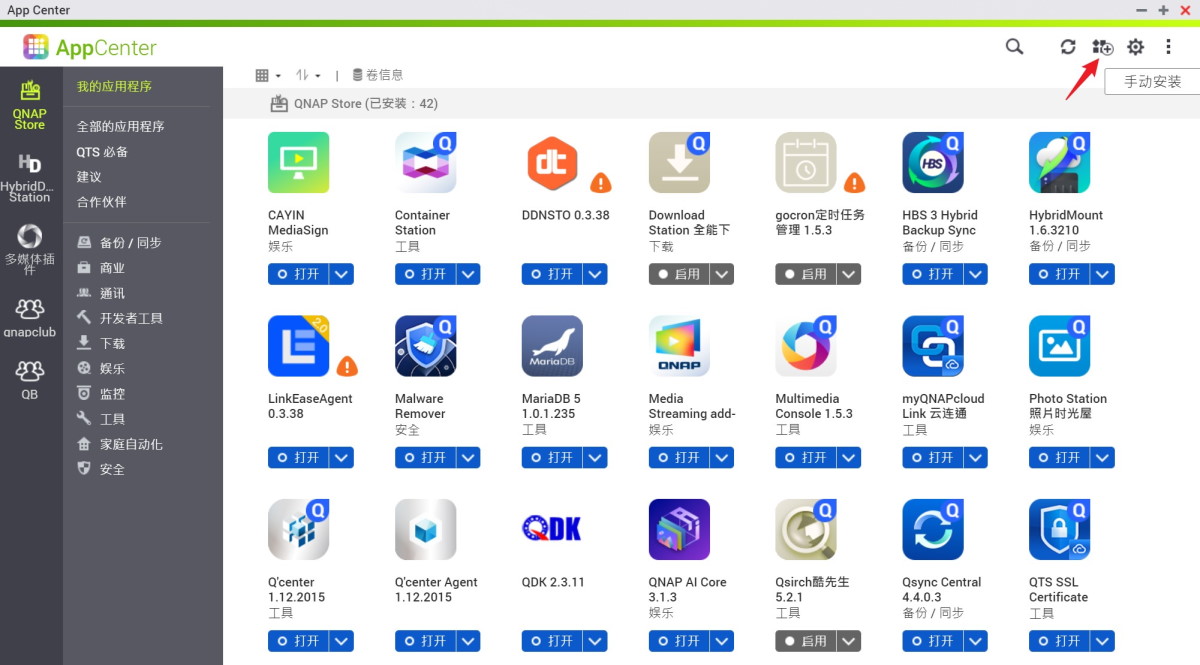 App Center
AppCenter
手动安装
QNAP
Store
HybridD...
Station
多媒体插
件
qnapclub
QB
我的应用程序
全部的应用程序
QTS 必备
建议
合作伙伴
备份 / 同步
商业
通讯
开发者工具
下载
娱乐
监控
工具
家庭自动化
安全
| 卷信息
QNAP Store (已安装：42)
CAYIN
MediaSign
娱乐
打开
Container
Station
工具
打开
dt
DDNSTO 0.3.38
打开
Q
Download
Station 全能下
下载
启用
gocron定时任务
管理 1.5.3
启用
HBS
Q
HBS 3 Hybrid
Backup Sync
备份 / 同步
打开
Q
HybridMount
1.6.3210
备份 / 同步
打开
2.0
LinkEaseAgent
0.3.38
打开
Q
Malware
Remover
安全
打开
MariaDB
MariaDB 5
1.0.1.235
工具
打开
Q
QNAP
Media
Streaming add-
娱乐
打开
Q
Multimedia
Console 1.5.3
工具
打开
Q
myQNAPcloud
Link 云连通
工具
打开
Q
Photo Station
照片时光屋
娱乐
打开
Q
Q'center
1.12.2015
工具
打开
Q'center Agent
1.12.2015
打开
QDK
QDK 2.3.11
打开
QNAP AI Core
3.1.3
娱乐
打开
Q
Qsirch酷先生
5.2.1
工具
启用
Q
Qsync Central
4.4.0.3
备份 / 同步
打开
Q
QTS SSL
Certificate
工具
打开